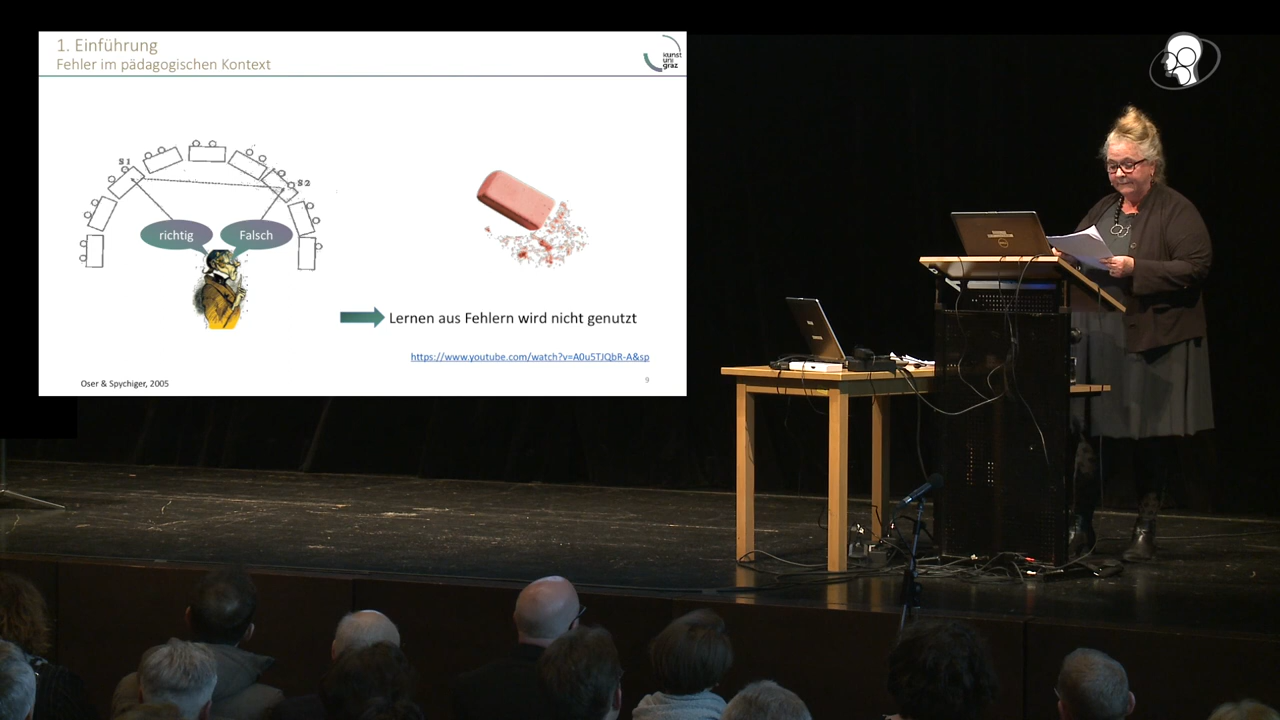 1. Einführung
Fehler im pädagogischen Kontext
kunst
uni
graz
S1
S2
richtig
Falsch
Lernen aus Fehlern wird nicht genutzt
https://www.youtube.com/watch?v=A0u5TJQbR-A&sp
Oser & Spychiger, 2005
9
DELL